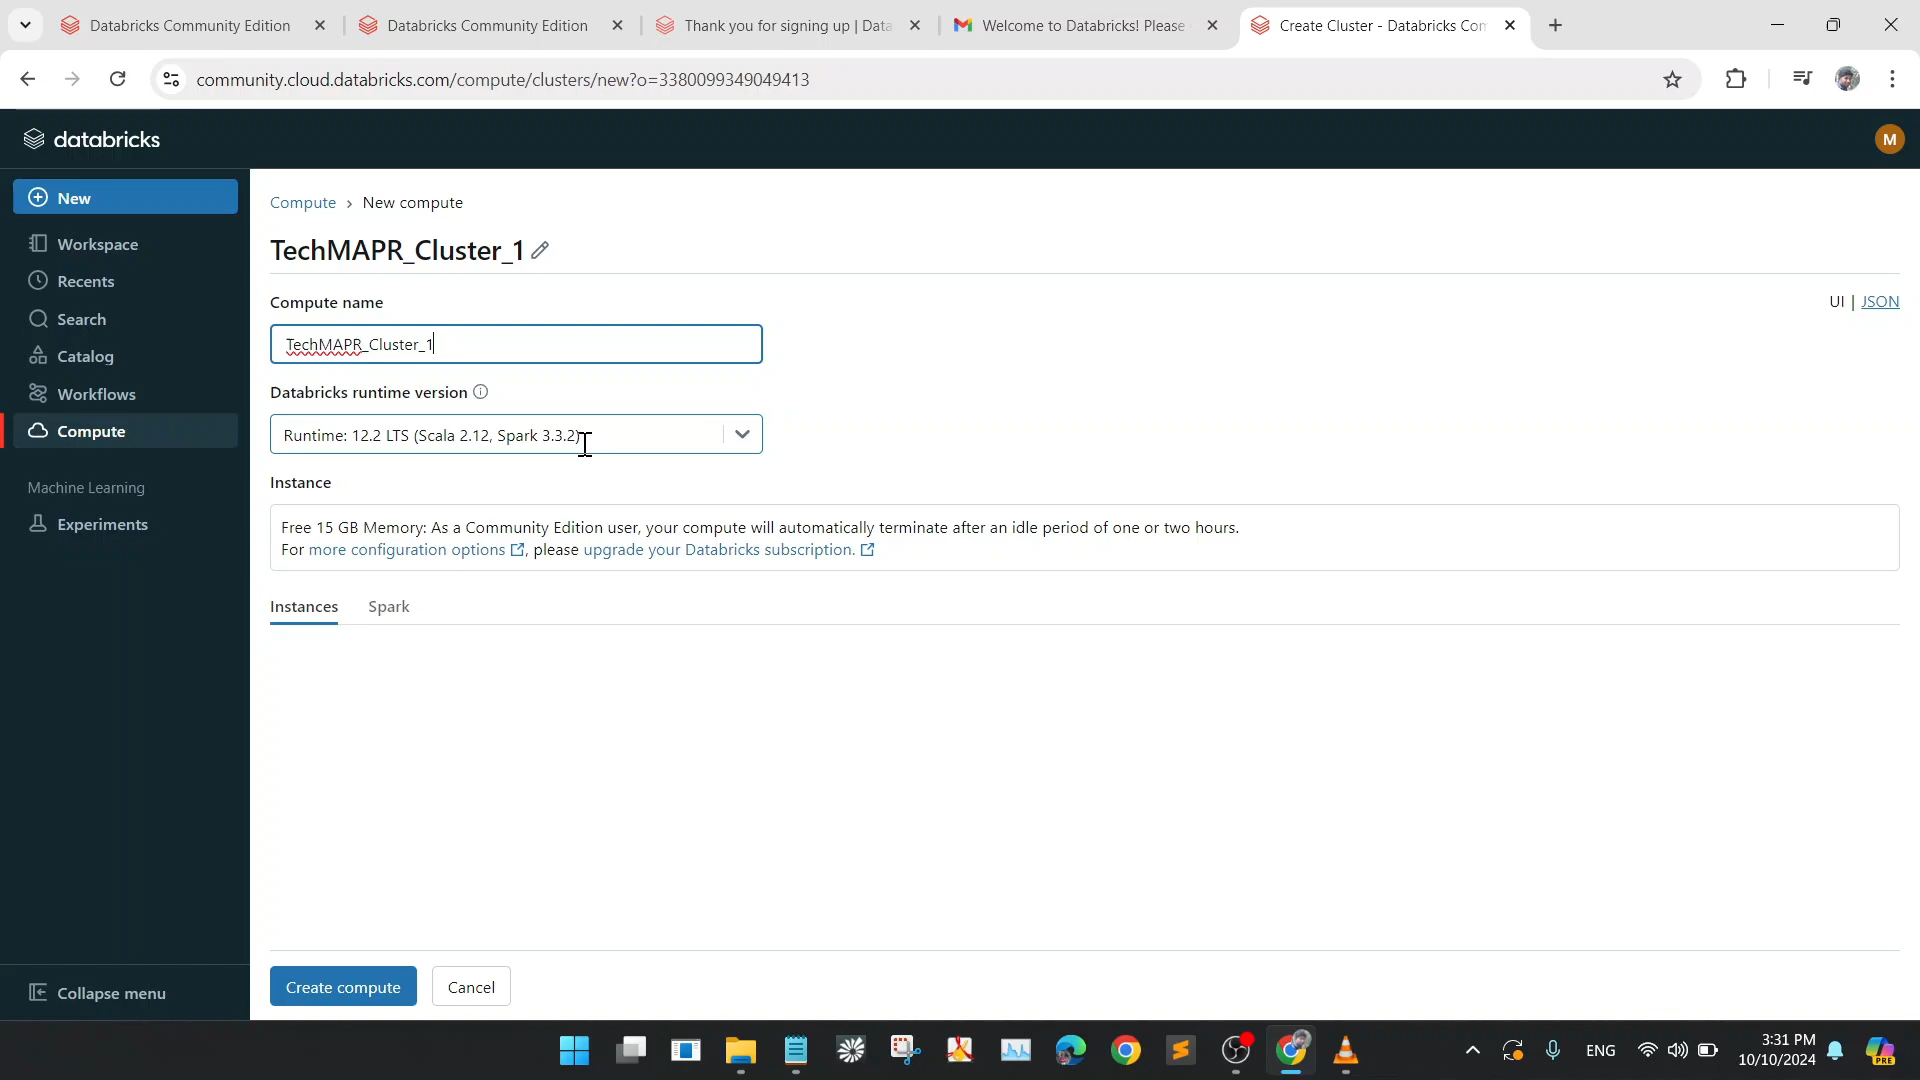 Databricks Community Edition
Databricks Community Edition
Thank you for signing up | Data
Welcome to Databricks! Please
Create Cluster - Databricks Com
community.cloud.databricks.com/compute/clusters/new?o=3380099349049413
databricks
M
New
Workspace
Recents
Search
Catalog
Workflows
Compute
Machine Learning
Experiments
Collapse menu
Compute › New compute
TechMAPR_Cluster_1
Compute name
UI | JSON
TechMAPR_Cluster_1
Databricks runtime version
Runtime: 12.2 LTS (Scala 2.12, Spark 3.3.2)
Instance
Free 15 GB Memory: As a Community Edition user, your compute will automatically terminate after an idle period of one or two hours.
For more configuration options, please upgrade your Databricks subscription.
Instances Spark
Create compute
Cancel
ENG
3:31 PM
10/10/2024
PRE